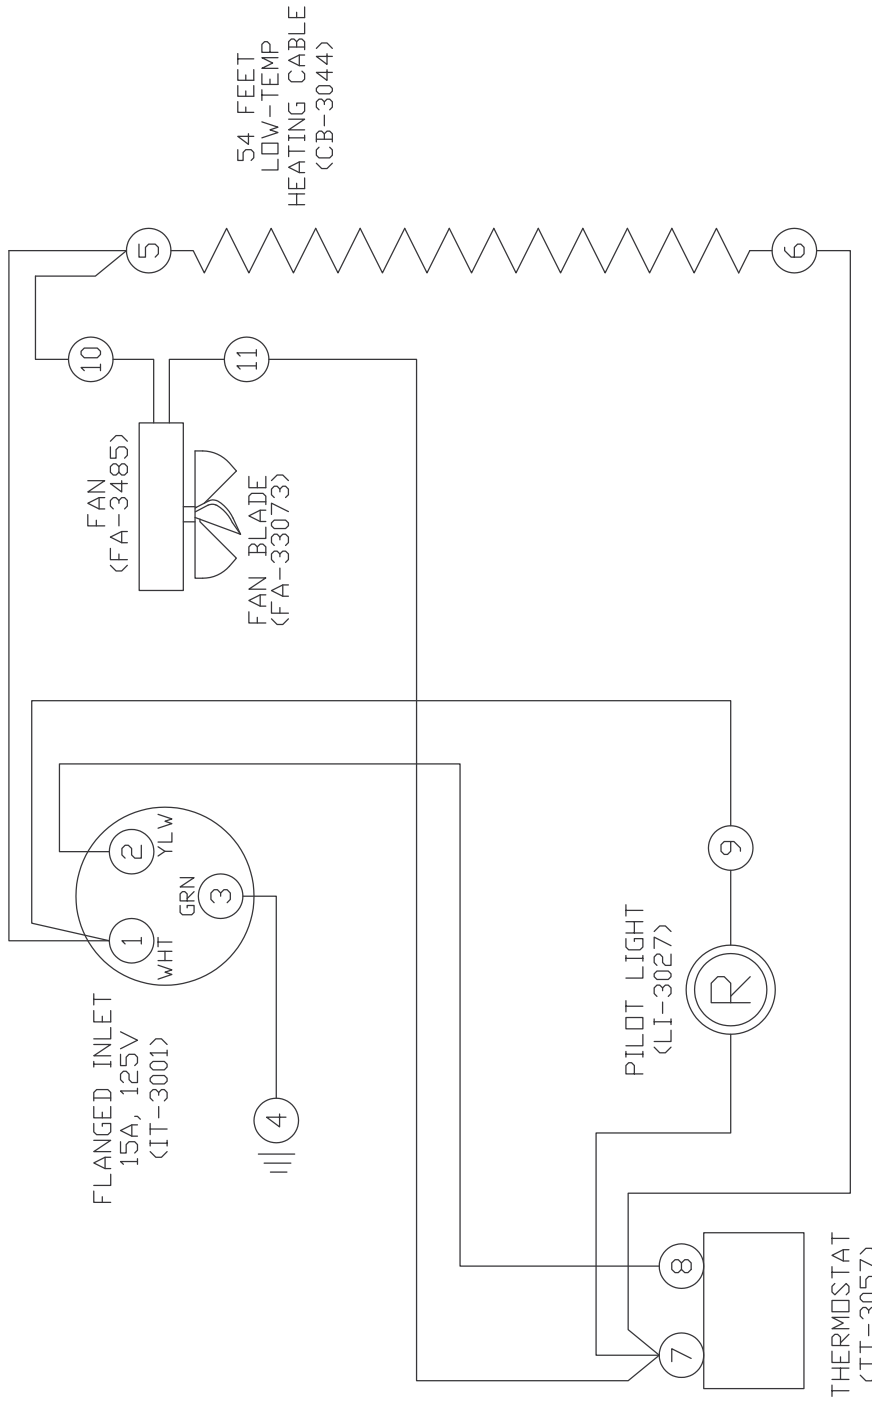 FLANGED INLET
15A, 125V
(IT-3001)
1
WHT
2
YLW
GRN
3
4
FAN
(FA-3485)
FAN BLADE
(FA-33073)
10
11
5
54 FEET
LOW-TEMP
HEATING CABLE
(CB-3044)
6
PILOT LIGHT
(LI-3027)
R
9
7
8
THERMOSTAT